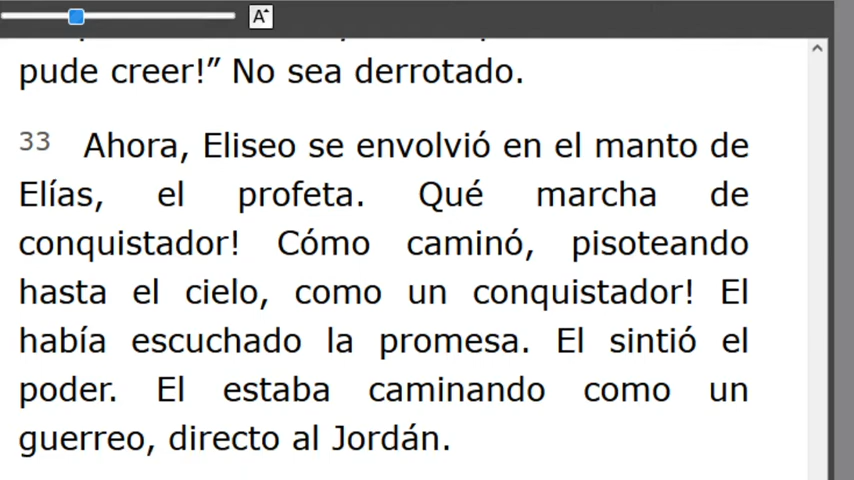 A
pude creer!” No sea derrotado.
33 Ahora, Eliseo se envolvió en el manto de
Elías, el profeta. Qué marcha de
conquistador! Cómo caminó, pisoteando
hasta el cielo, como un conquistador! El
había escuchado la promesa. El sintió el
poder. El estaba caminando como un
guerreo, directo al Jordán.